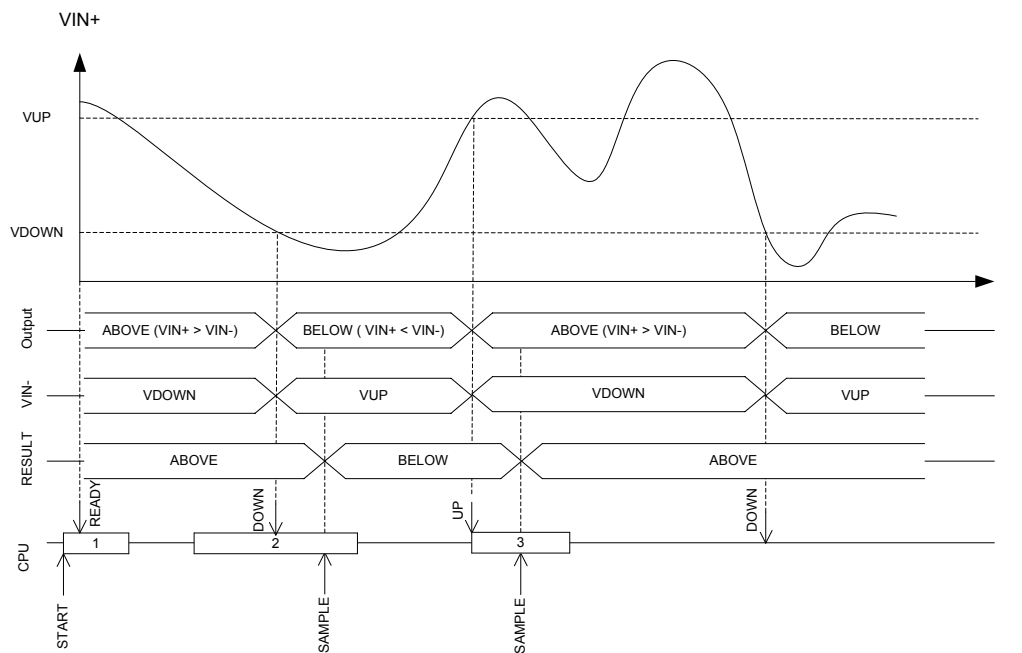 VIN+
VUP
VDOWN
Output
ABOVE (VIN+ > VIN-)
BELOW ( VIN+ < VIN-)
ABOVE (VIN+ > VIN-)
BELOW
VIN-
VDOWN
VUP
VDOWN
VUP
RESULT
ABOVE
BELOW
ABOVE
READY
DOWN
UP
DOWN
CPU
1
2
3
START
SAMPLE
SAMPLE